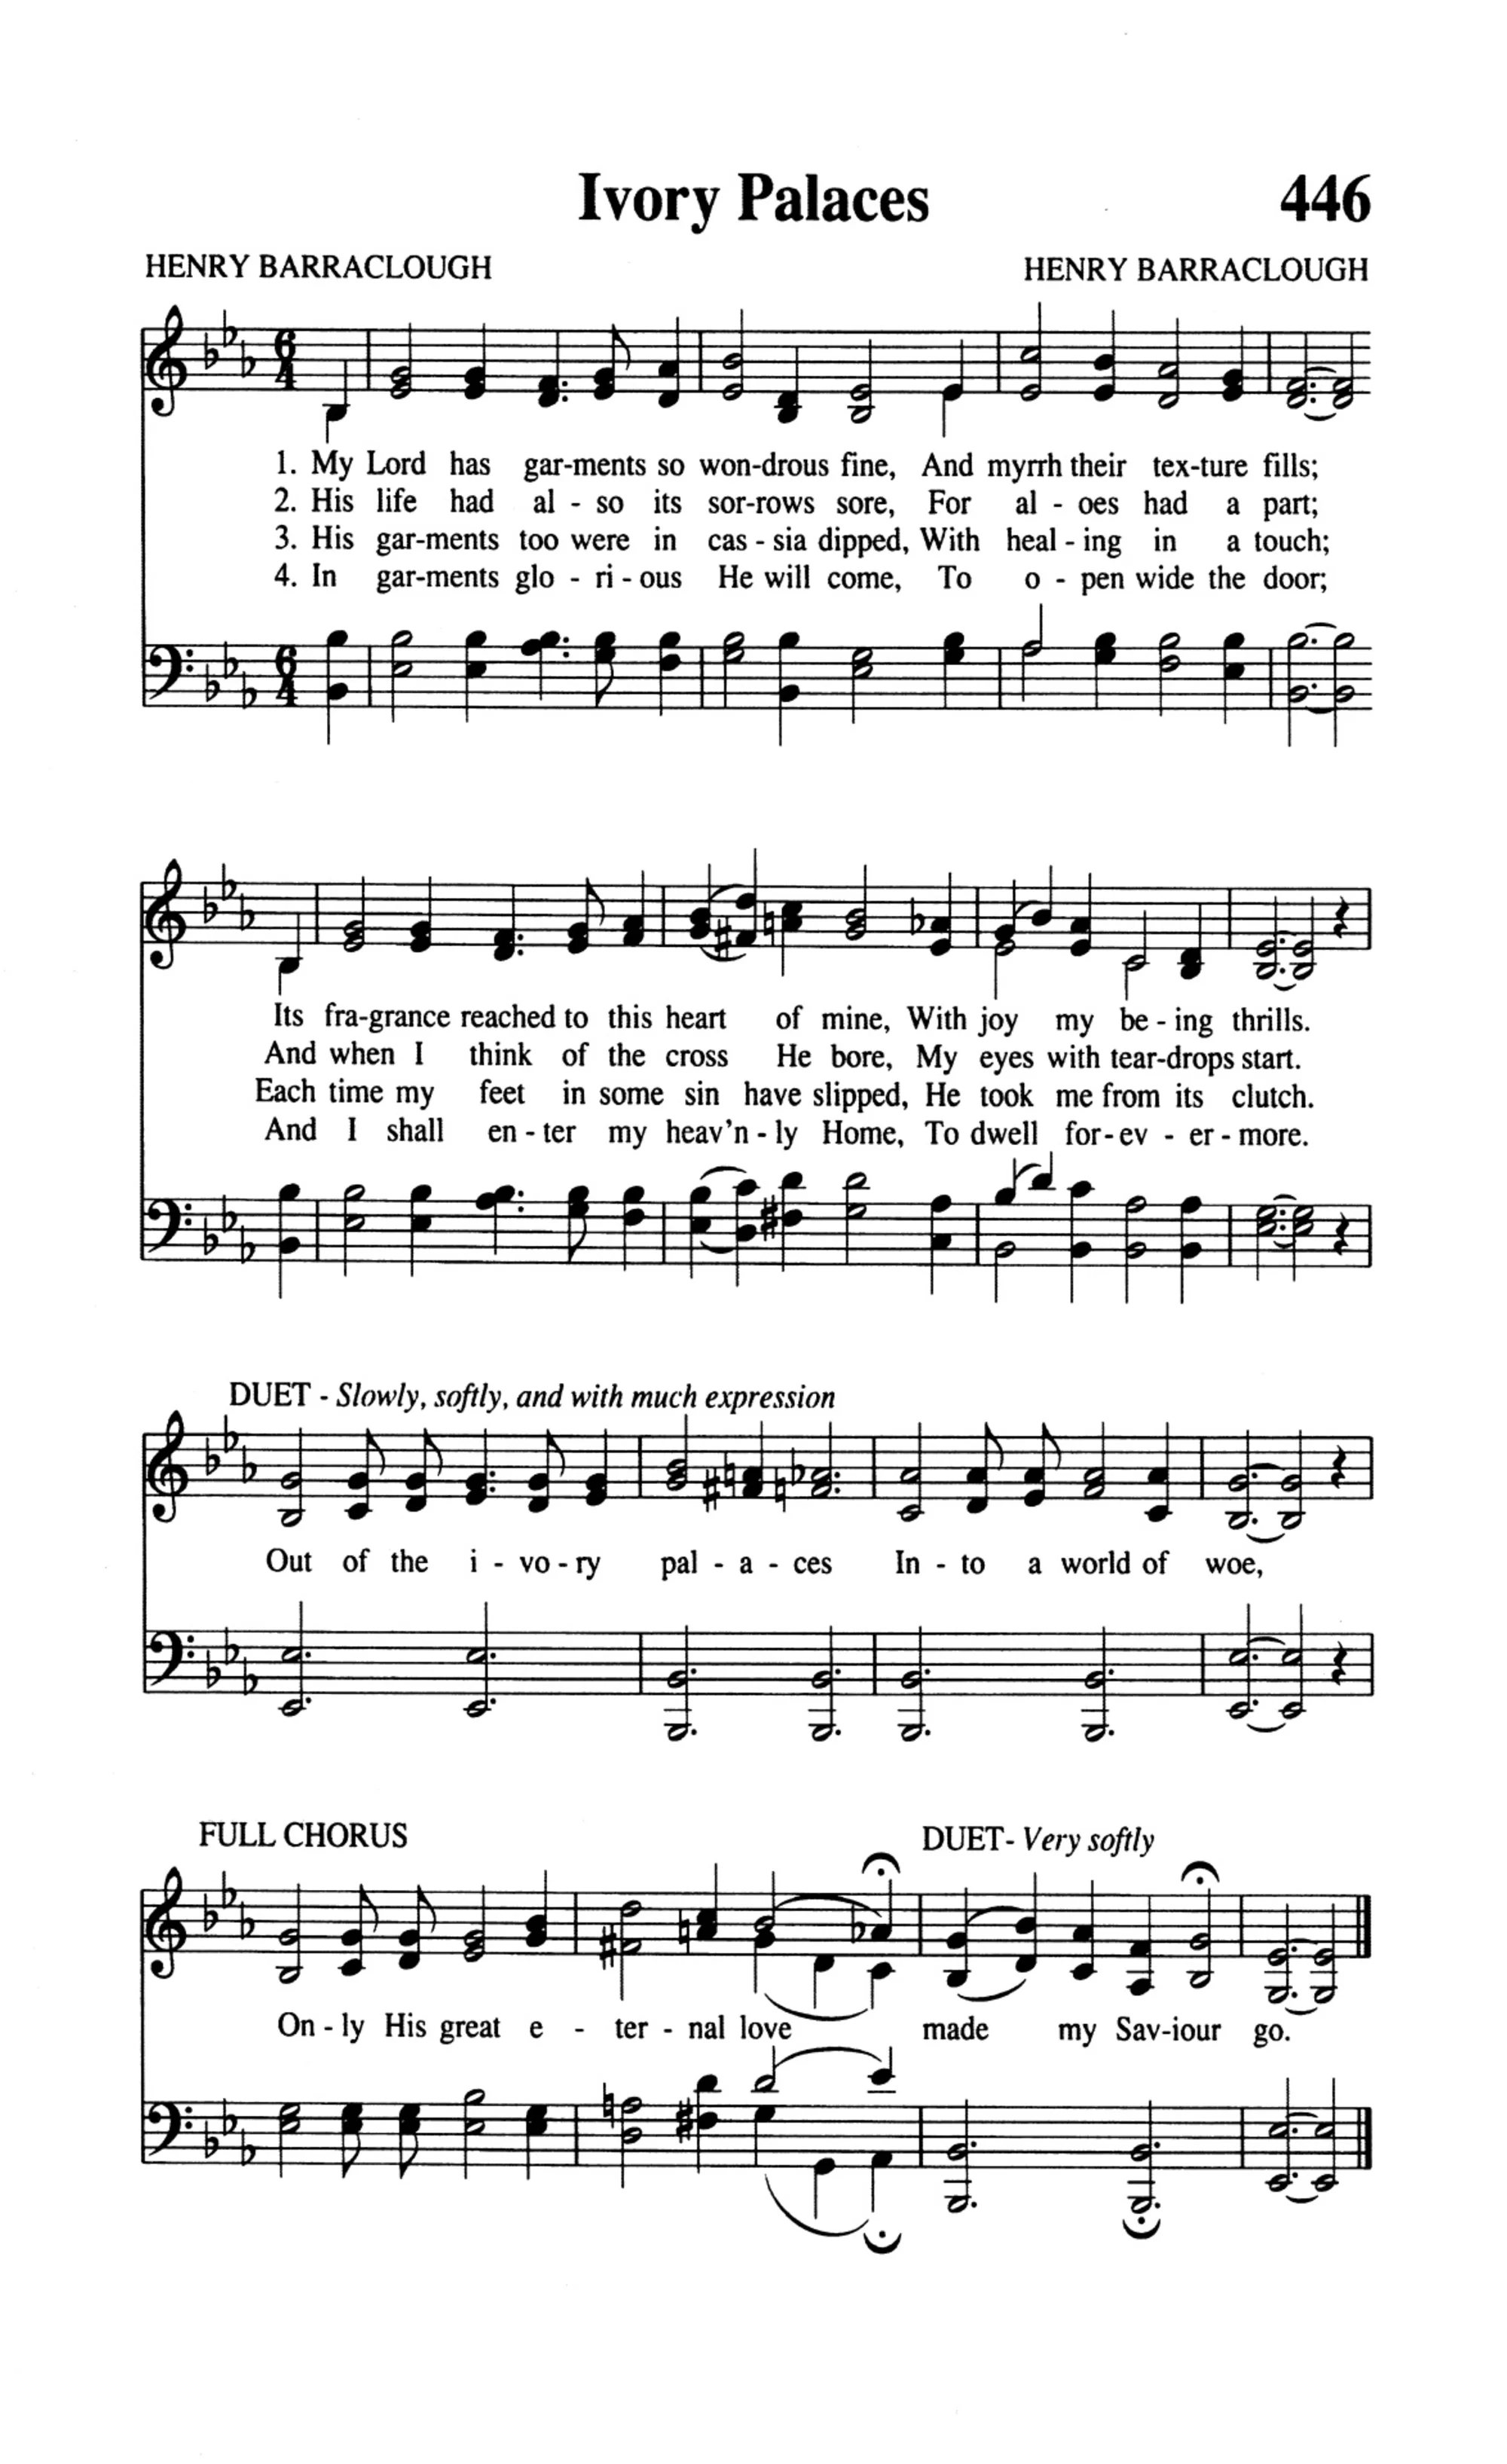 Ivory Palaces 446
HENRY BARRACLOUGH HENRY BARRACLOUGH
6
4
1. My Lord has gar-ments so won-drous fine, And myrrh their tex-ture fills;
2. His life had al - so its sor-rows sore, For al - oes had a part;
3. His gar-ments too were in cas - sia dipped, With heal - ing in a touch;
4. In gar-ments glo - ri - ous He will come, To o - pen wide the door;
6
4
Its fra-grance reached to this heart of mine, With joy my be - ing thrills.
And when I think of the cross He bore, My eyes with tear-drops start.
Each time my feet in some sin have slipped, He took me from its clutch.
And I shall en - ter my heav'n - ly Home, To dwell for-ev - er - more.
DUET - Slowly, softly, and with much expression
Out of the i - vo - ry pal - a - ces In - to a world of woe,
FULL CHORUS DUET- Very softly
On - ly His great e - ter - nal love made my Sav-iour go.